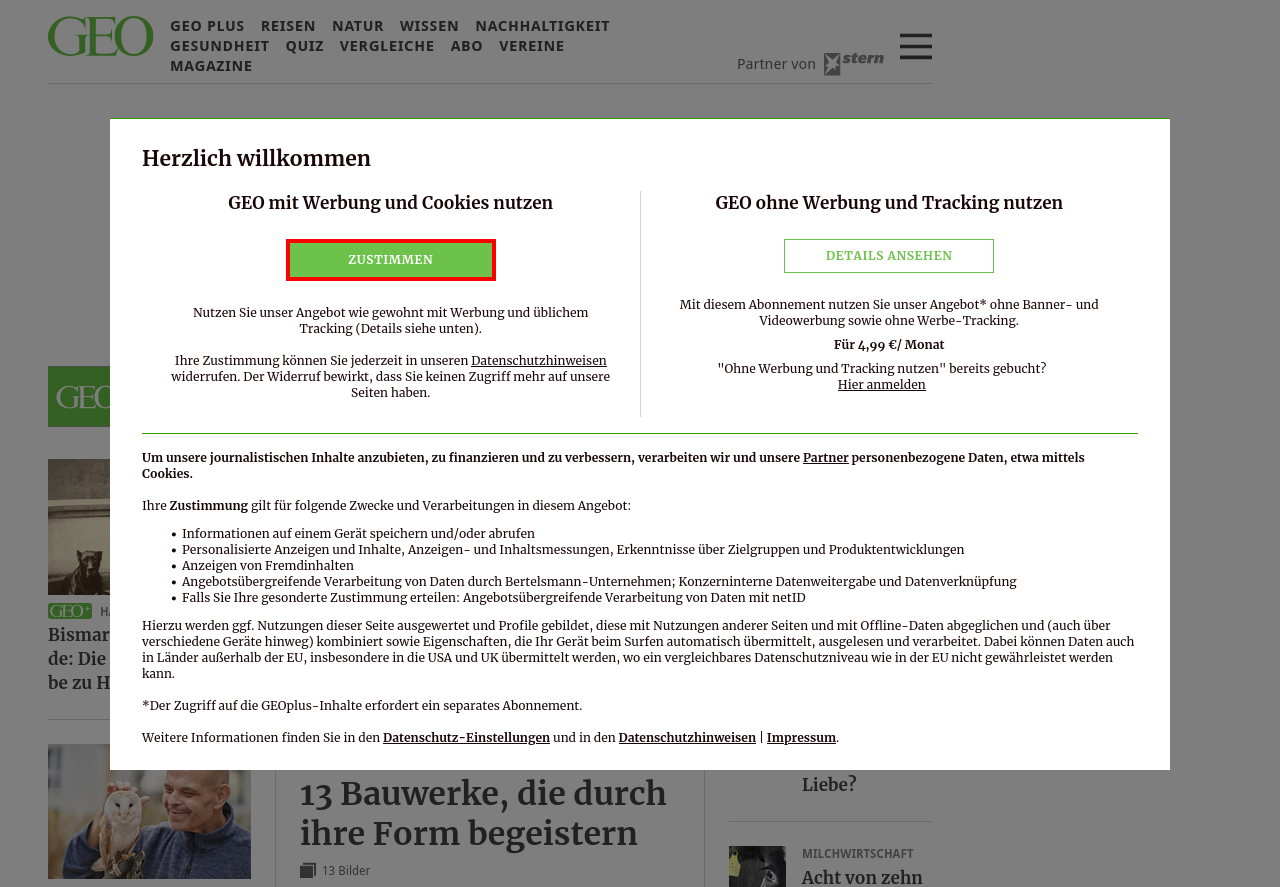 GEO
GEO PLUS REISEN NATUR WISSEN NACHHALTIGKEIT
GESUNDHEIT QUIZ VERGLEICHE ABO VEREINE
MAGAZINE
Partner von stern
Herzlich willkommen
GEO mit Werbung und Cookies nutzen
ZUSTIMMEN
Nutzen Sie unser Angebot wie gewohnt mit Werbung und üblichem
Tracking (Details siehe unten).
Ihre Zustimmung können Sie jederzeit in unseren Datenschutzhinweisen
widerrufen. Der Widerruf bewirkt, dass Sie keinen Zugriff mehr auf unsere
Seiten haben.
GEO ohne Werbung und Tracking nutzen
DETAILS ANSEHEN
Mit diesem Abonnement nutzen Sie unser Angebot* ohne Banner- und
Videowerbung sowie ohne Werbe-Tracking.
Für 4,99 €/ Monat
"Ohne Werbung und Tracking nutzen" bereits gebucht?
Hier anmelden
Um unsere journalistischen Inhalte anzubieten, zu finanzieren und zu verbessern, verarbeiten wir und unsere Partner personenbezogene Daten, etwa mittels
Cookies.
Ihre Zustimmung gilt für folgende Zwecke und Verarbeitungen in diesem Angebot:
• Informationen auf einem Gerät speichern und/oder abrufen
• Personalisierte Anzeigen und Inhalte, Anzeigen- und Inhaltsmessungen, Erkenntnisse über Zielgruppen und Produktentwicklungen
• Anzeigen von Fremdinhalten
• Angebotsübergreifende Verarbeitung von Daten durch Bertelsmann-Unternehmen; Konzerninterne Datenweitergabe und Datenverknüpfung
• Falls Sie Ihre gesonderte Zustimmung erteilen: Angebotsübergreifende Verarbeitung von Daten mit netID
Hierzu werden ggf. Nutzungen dieser Seite ausgewertet und Profile gebildet, diese mit Nutzungen anderer Seiten und mit Offline-Daten abgeglichen und (auch über
verschiedene Geräte hinweg) kombiniert sowie Eigenschaften, die Ihr Gerät beim Surfen automatisch übermittelt, ausgelesen und verarbeitet. Dabei können Daten auch
in Länder außerhalb der EU, insbesondere in die USA und UK übermittelt werden, wo ein vergleichbares Datenschutzniveau wie in der EU nicht gewährleistet werden
kann.
*Der Zugriff auf die GEOplus-Inhalte erfordert ein separates Abonnement.
Weitere Informationen finden Sie in den Datenschutz-Einstellungen und in den Datenschutzhinweisen | Impressum.
GEO
GEO+
Bismar
de: Die
be zu H
13 Bauwerke, die durch
ihre Form begeistern
13 Bilder
Liebe?
MILCHWIRTSCHAFT
Acht von zehn